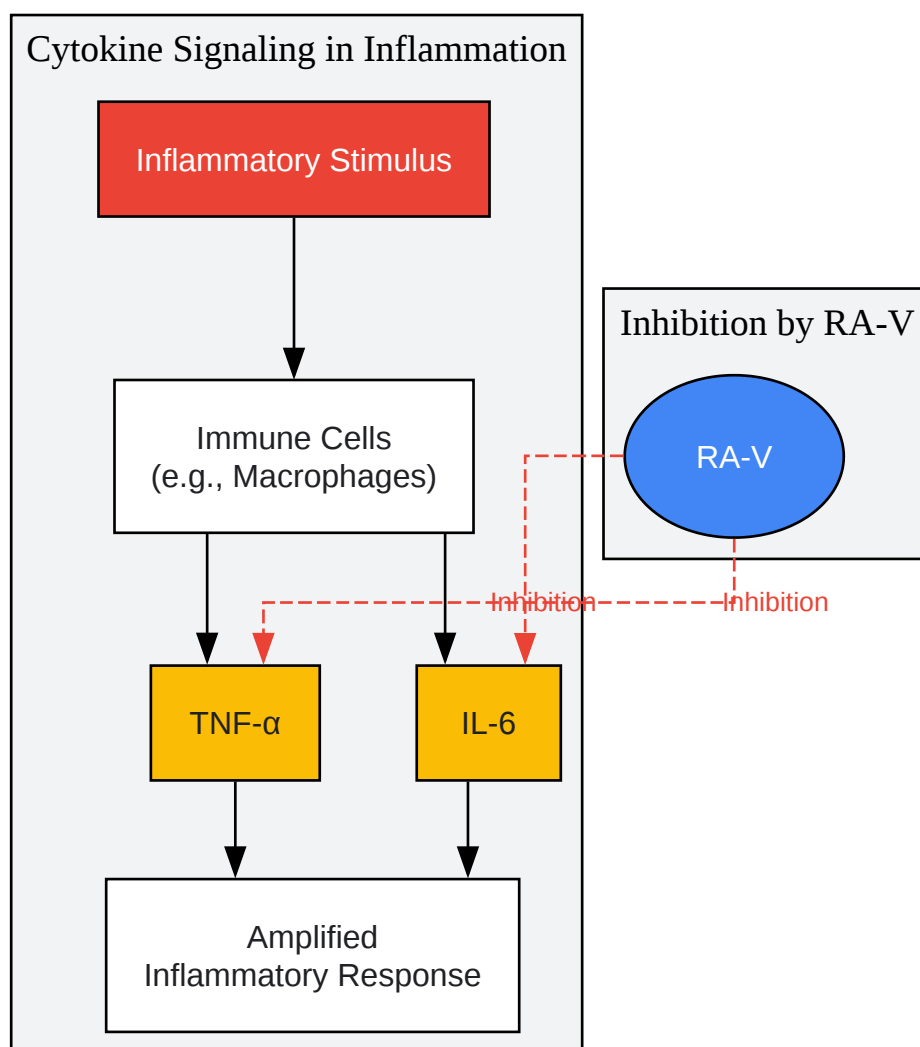 Cytokine Signaling in Inflammation
Inflammatory Stimulus
Inhibition by RA-V
Immune Cells
(e.g., Macrophages)
RA-V
Inhibition
Inhibition
TNF-α
IL-6
Amplified
Inflammatory Response